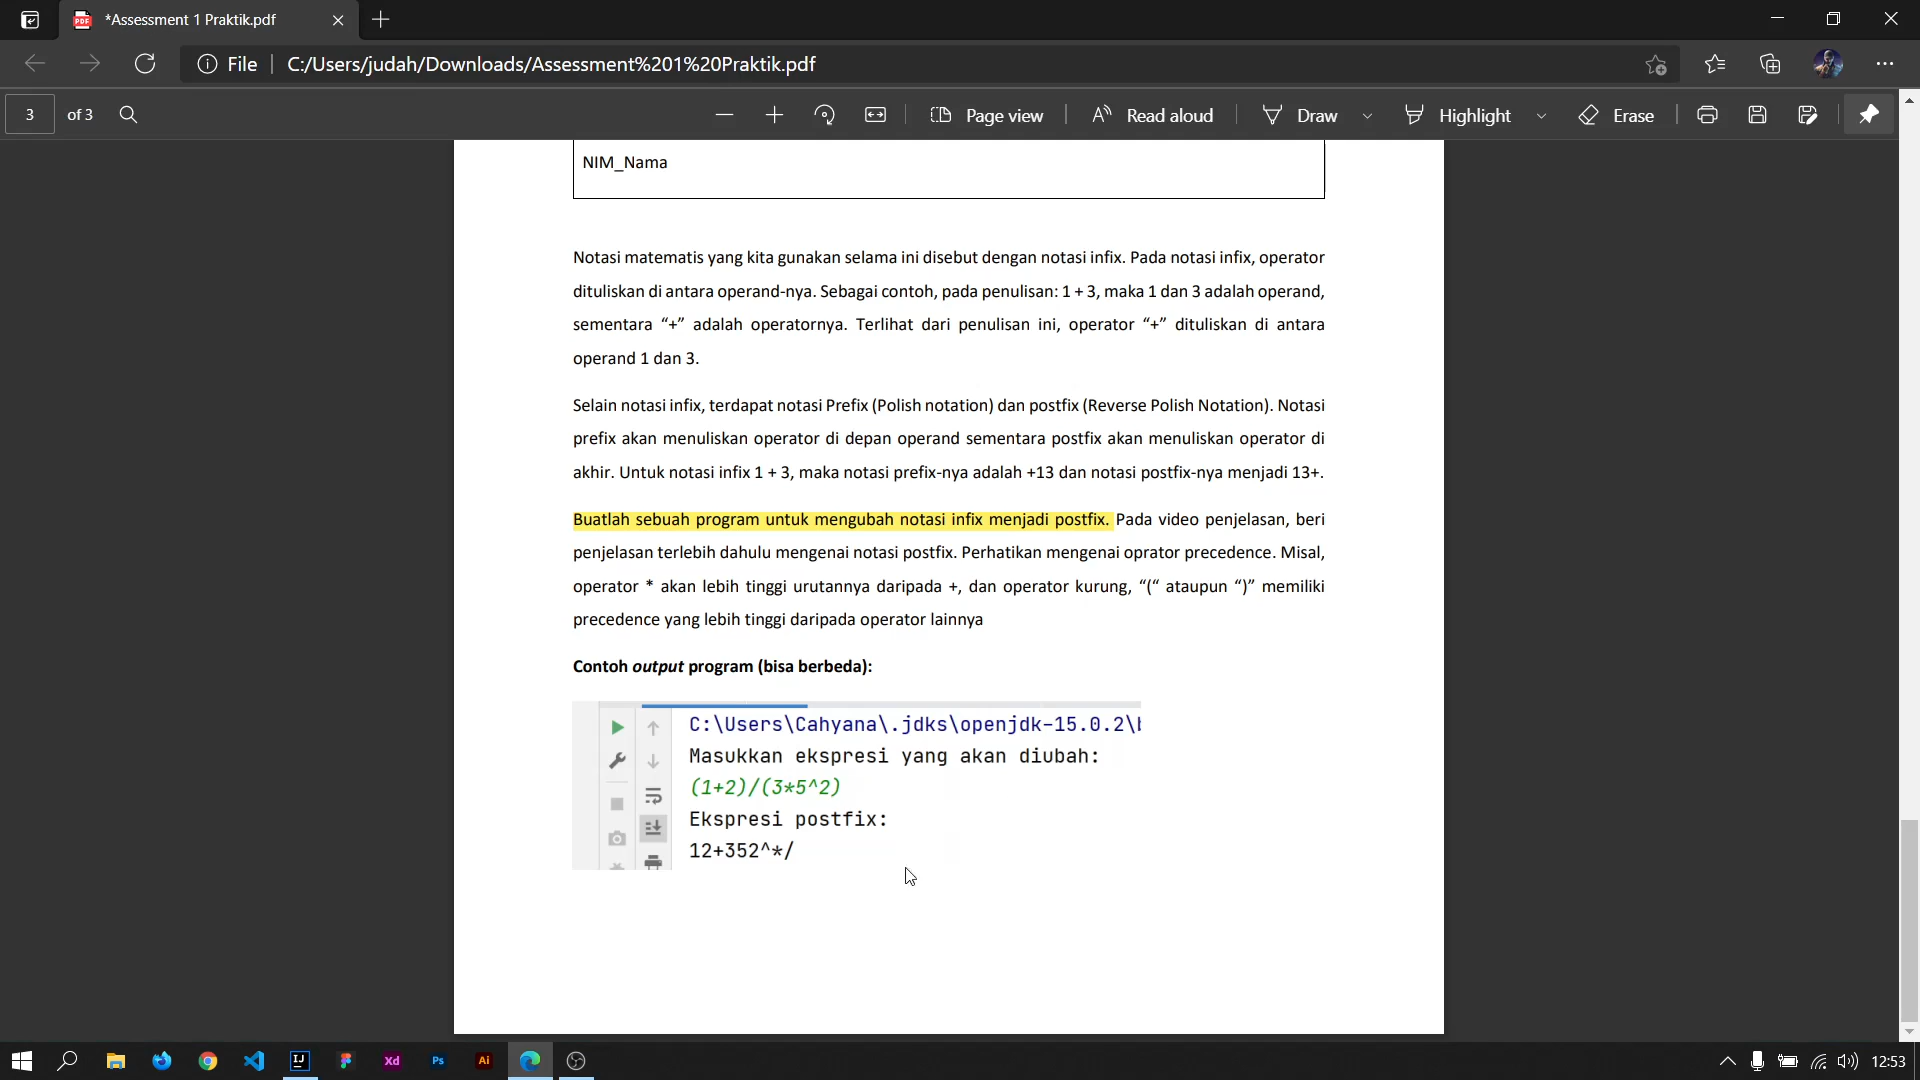 *Assessment 1 Praktik.pdf
File
C:/Users/judah/Downloads/Assessment%201%20Praktik.pdf
3 of 3
Page view
Read aloud
Draw
Highlight
Erase
NIM_Nama
Notasi matematis yang kita gunakan selama ini disebut dengan notasi infix. Pada notasi infix, operator
dituliskan di antara operand-nya. Sebagai contoh, pada penulisan: 1 + 3, maka 1 dan 3 adalah operand,
sementara “+” adalah operatornya. Terlihat dari penulisan ini, operator “+” dituliskan di antara
operand 1 dan 3.
Selain notasi infix, terdapat notasi Prefix (Polish notation) dan postfix (Reverse Polish Notation). Notasi
prefix akan menuliskan operator di depan operand sementara postfix akan menuliskan operator di
akhir. Untuk notasi infix 1 + 3, maka notasi prefix-nya adalah +13 dan notasi postfix-nya menjadi 13+.
Buatlah sebuah program untuk mengubah notasi infix menjadi postfix. Pada video penjelasan, beri
penjelasan terlebih dahulu mengenai notasi postfix. Perhatikan mengenai oprator precedence. Misal,
operator * akan lebih tinggi urutannya daripada +, dan operator kurung, “(“ ataupun “)” memiliki
precedence yang lebih tinggi daripada operator lainnya
Contoh output program (bisa berbeda):
C:\Users\Cahyana\.jdks\openjdk-15.0.2\
Masukkan ekspresi yang akan diubah:
(1+2)/(3*5^2)
Ekspresi postfix:
12+352^*/
IJ
Xd
Ps
Ai
12:53